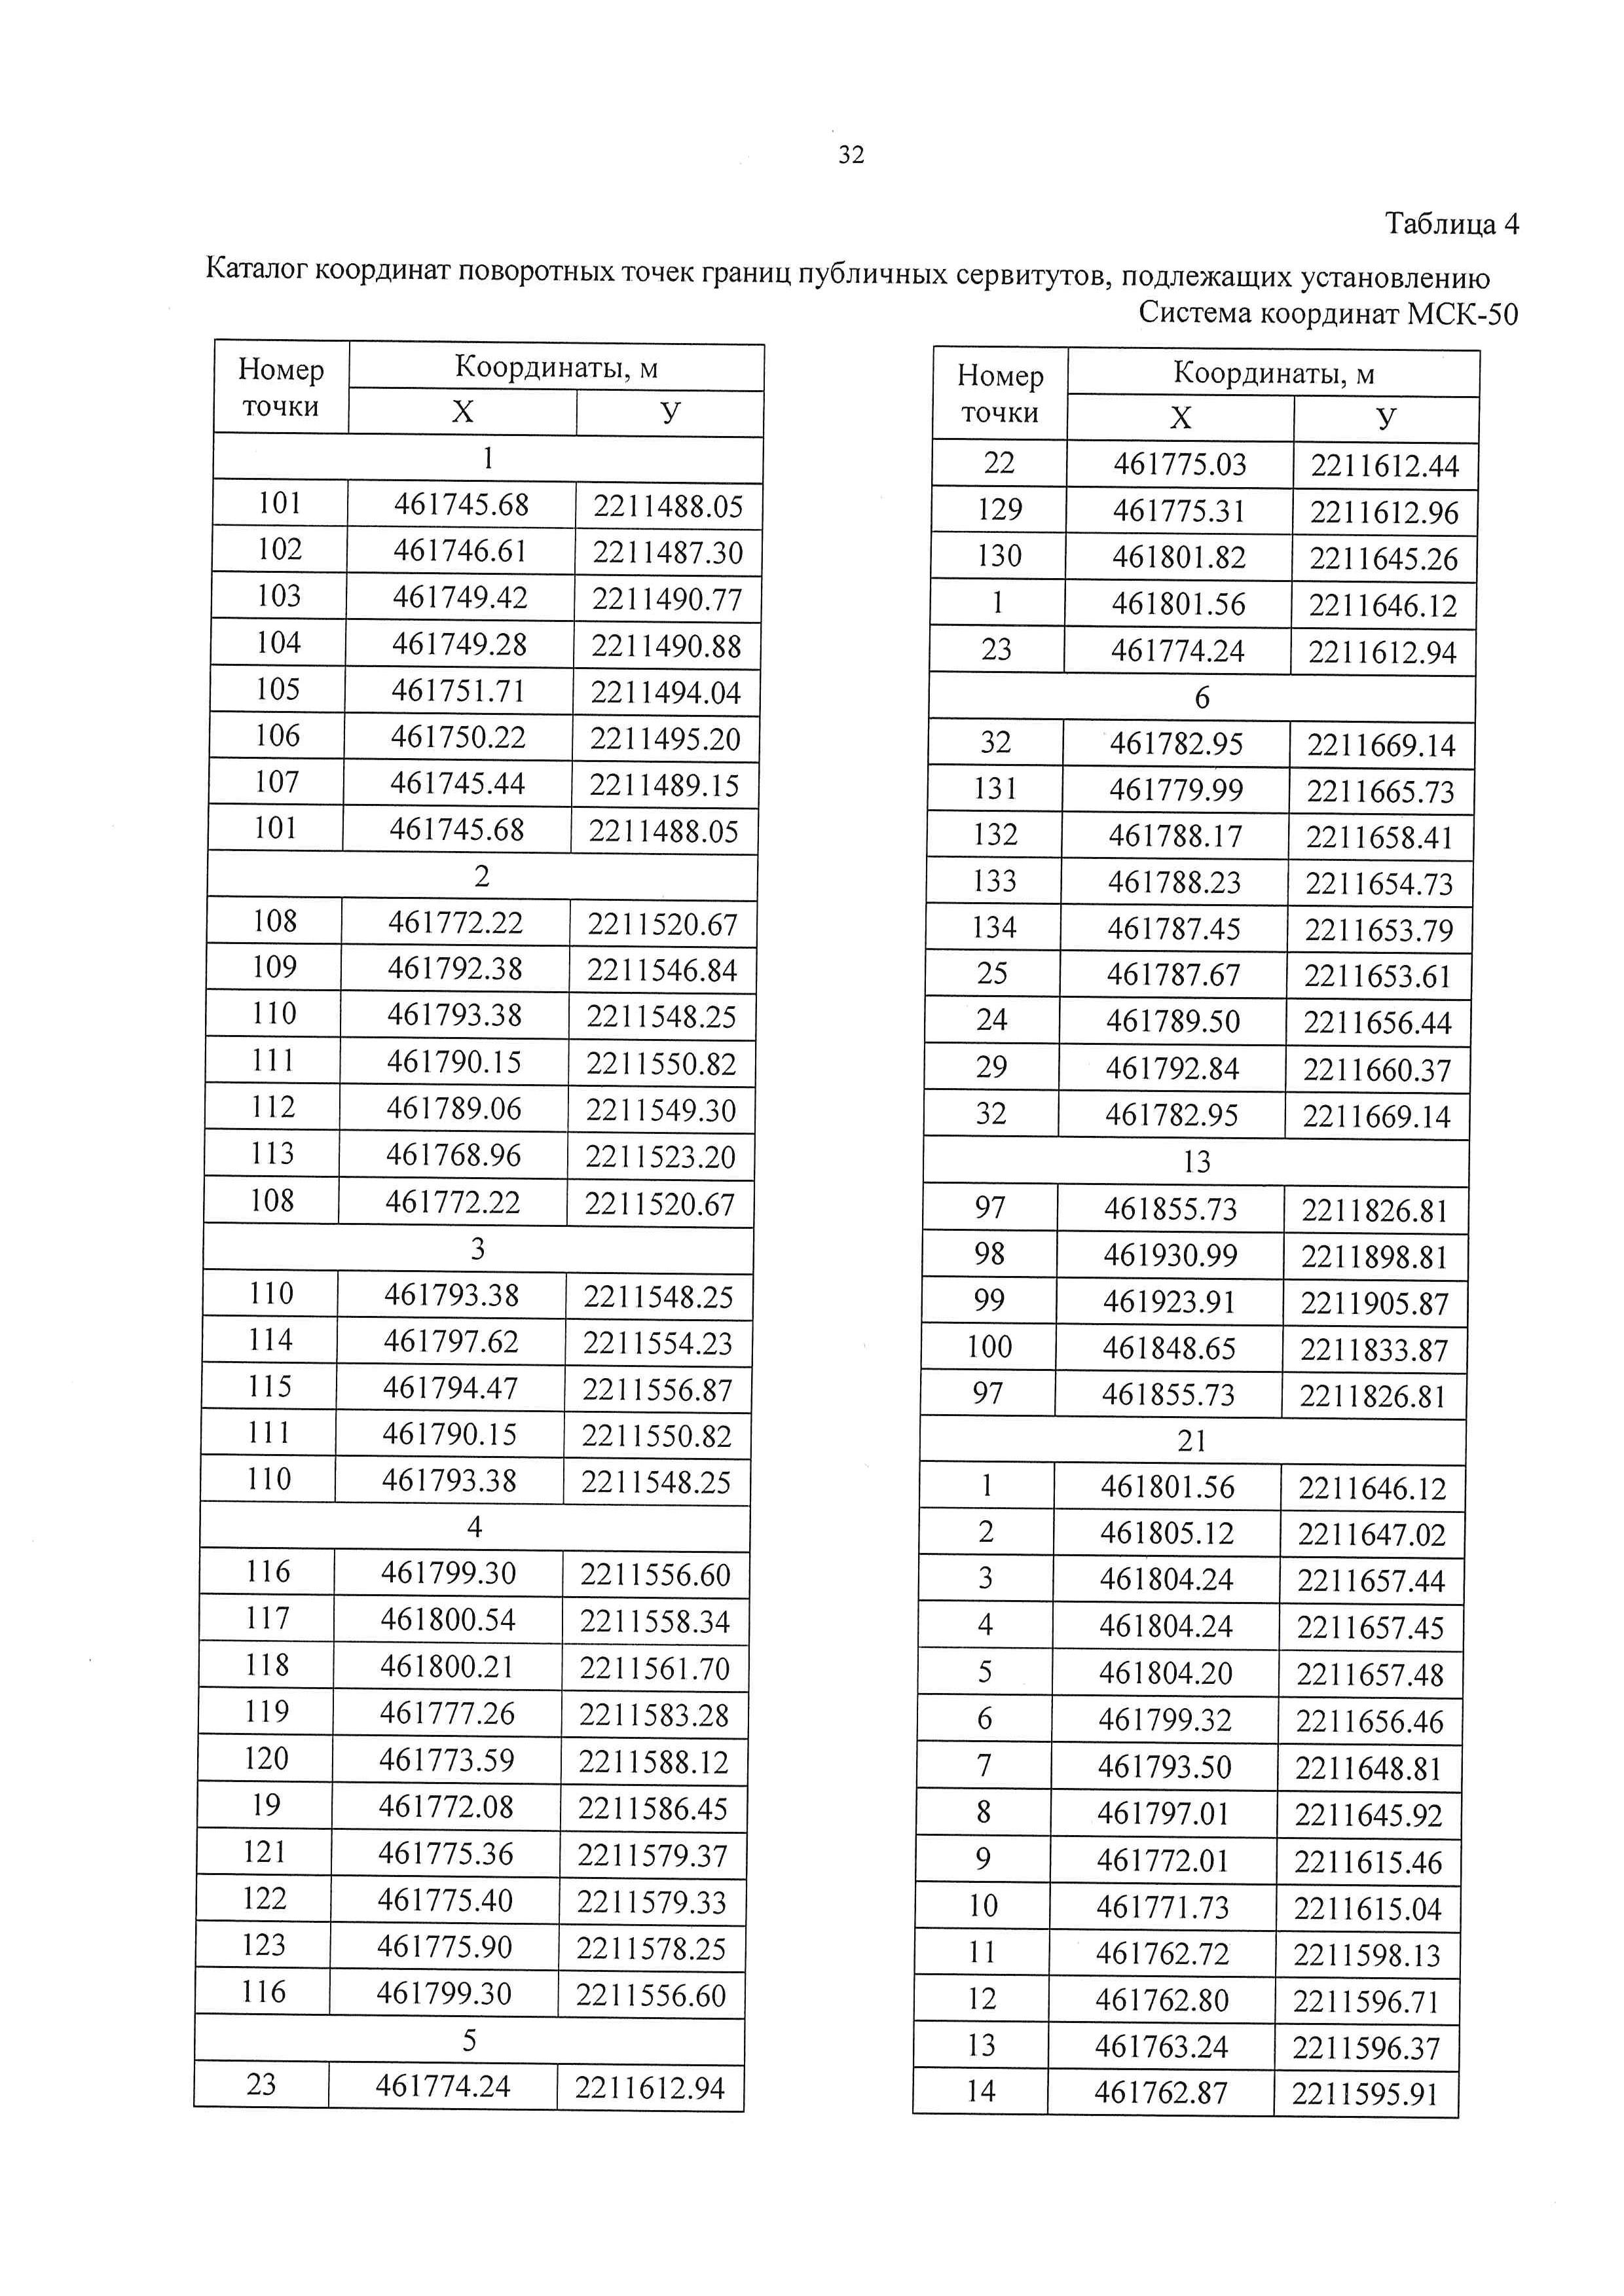 32
Таблица 4
Каталог координат поворотных точек границ публичных сервитутов, подлежащих установлению
Система координат МСК-50
Номер точки Координаты, м
Х У
1
101 461745.68 2211488.05
102 461746.61 2211487.30
103 461749.42 2211490.77
104 461749.28 2211490.88
105 461751.71 2211494.04
106 461750.22 2211495.20
107 461745.44 2211489.15
101 461745.68 2211488.05
2
108 461772.22 2211520.67
109 461792.38 2211546.84
110 461793.38 2211548.25
111 461790.15 2211550.82
112 461789.06 2211549.30
113 461768.96 2211523.20
108 461772.22 2211520.67
3
110 461793.38 2211548.25
114 461797.62 2211554.23
115 461794.47 2211556.87
111 461790.15 2211550.82
110 461793.38 2211548.25
4
116 461799.30 2211556.60
117 461800.54 2211558.34
118 461800.21 2211561.70
119 461777.26 2211583.28
120 461773.59 2211588.12
19 461772.08 2211586.45
121 461775.36 2211579.37
122 461775.40 2211579.33
123 461775.90 2211578.25
116 461799.30 2211556.60
5
23 461774.24 2211612.94
Номер точки Координаты, м
Х У
22 461775.03 2211612.44
129 461775.31 2211612.96
130 461801.82 2211645.26
1 461801.56 2211646.12
23 461774.24 2211612.94
6
32 461782.95 2211669.14
131 461779.99 2211665.73
132 461788.17 2211658.41
133 461788.23 2211654.73
134 461787.45 2211653.79
25 461787.67 2211653.61
24 461789.50 2211656.44
29 461792.84 2211660.37
32 461782.95 2211669.14
13
97 461855.73 2211826.81
98 461930.99 2211898.81
99 461923.91 2211905.87
100 461848.65 2211833.87
97 461855.73 2211826.81
21
1 461801.56 2211646.12
2 461805.12 2211647.02
3 461804.24 2211657.44
4 461804.24 2211657.45
5 461804.20 2211657.48
6 461799.32 2211656.46
7 461793.50 2211648.81
8 461797.01 2211645.92
9 461772.01 2211615.46
10 461771.73 2211615.04
11 461762.72 2211598.13
12 461762.80 2211596.71
13 461763.24 2211596.37
14 461762.87 2211595.91